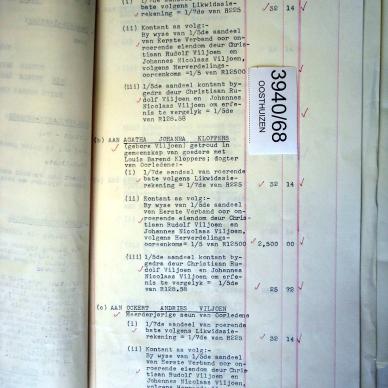 (i) 1/7de aandeel van roerende
bate volgens Likwidasie-
rekening = 1/7de van R225 32 14
(ii) Kontant as volg:-
By wyse van 1/5de aandeel
van Eerste Verband oor on-
roerende eiendom deur Chris-
tiaan Rudolf Viljoen en
Johannes Nicolaas Viljoen,
volgens Herverdelings-
ooreenkoms =1/5 van R12500
(iii) 1/5de aandeel kontant by-
gedra deur Christiaan Ru-
dolf Viljoen en Johannes
Nicolaas Viljoen om erfe-
nis te vergelyk = 1/5de
van R128.58
3940/68
OOSTHUIZEN
(b) AAN AGATHA JOHANNA KLOPPERS
(gebore Viljoen) getroud in
gemeenskap van goedere met
Louis Barend Kloppers; dogter
van Oorledene:-
(i) 1/7de aandeel van roerende
bate volgens Likwidasie-
rekening = 1/7de van R225 32 14
(ii) Kontant as volg:-
By wyse van 1/5de aandeel
van Eerste Verband oor on-
roerende eiendom deur Chris-
tiaan Rudolf Viljoen en
Johannes Nicolaas Viljoen,
volgens Herverdelings-
ooreenkoms= 1/5 van R12500 2,500 00
(iii) 1/5de aandeel kontant by-
gedra deur Christiaan Ru-
dolf Viljoen en Johannes
Nicolaas Viljoen om erfe-
nis te vergelyk = 1/5de
van R128.58 25 72
(c) AAN OCKERT ANDRIES VILJOEN
Meerderjarige seun van Oorledene
(i) 1/7de aandeel van roerende
bate volgens Likwidasie-
rekening = 1/7de van R225 32 14
(ii) Kontant as volg:-
By wyse van 1/5de aandeel
van Eerste Verband oor on-
roerende eiendom deur Chris-
tiaan Rudolf Viljoen en
Johannes Nicolaas Viljoen,